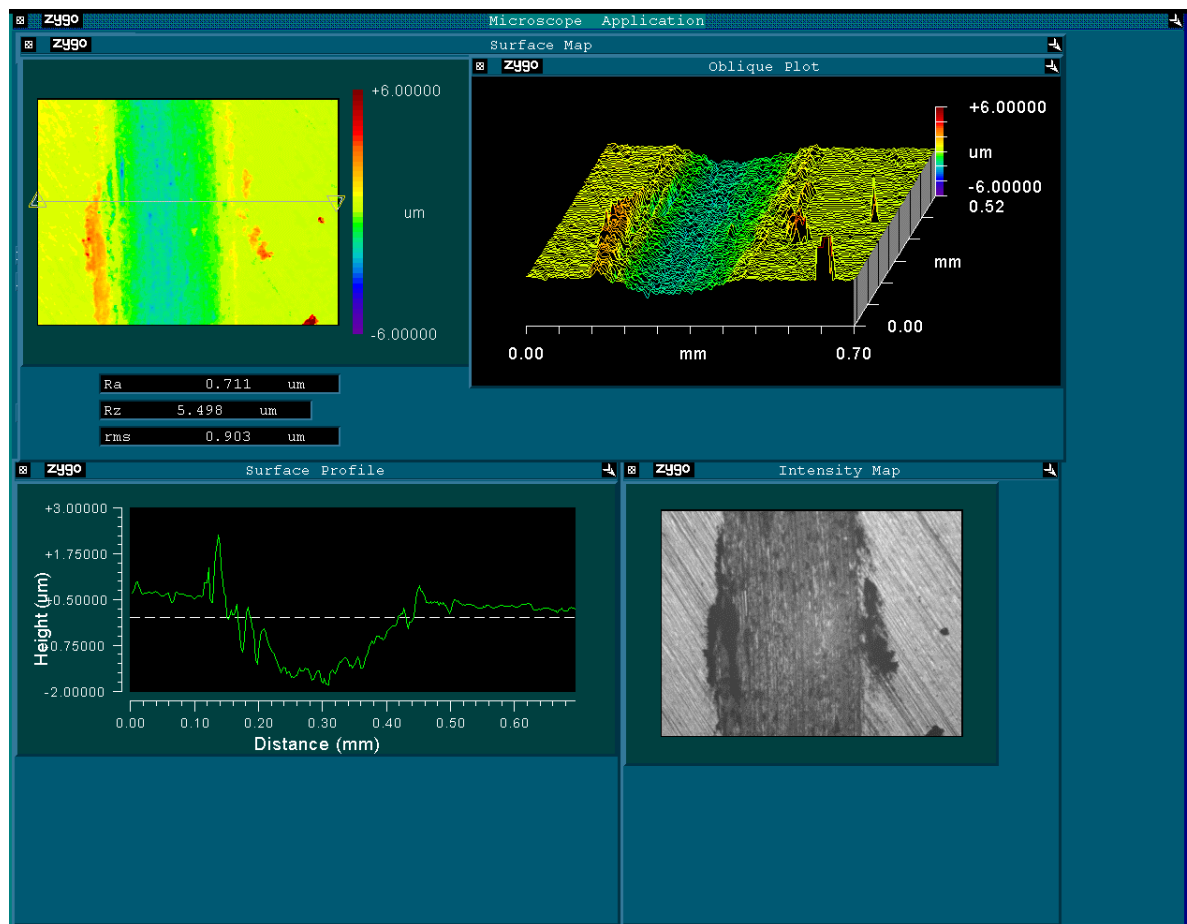 zygo Microscope Application
zygo Surface Map
+6.00000
um
-6.00000
zygo Oblique Plot
+6.00000
um
-6.00000
0.52
mm
0.00
0.00 mm 0.70
Ra 0.711 um
Rz 5.498 um
rms 0.903 um
zygo Surface Profile
+3.00000
+1.75000
+0.50000
-0.75000
-2.00000
Height (µm)
0.00 0.10 0.20 0.30 0.40 0.50 0.60
Distance (mm)
zygo Intensity Map